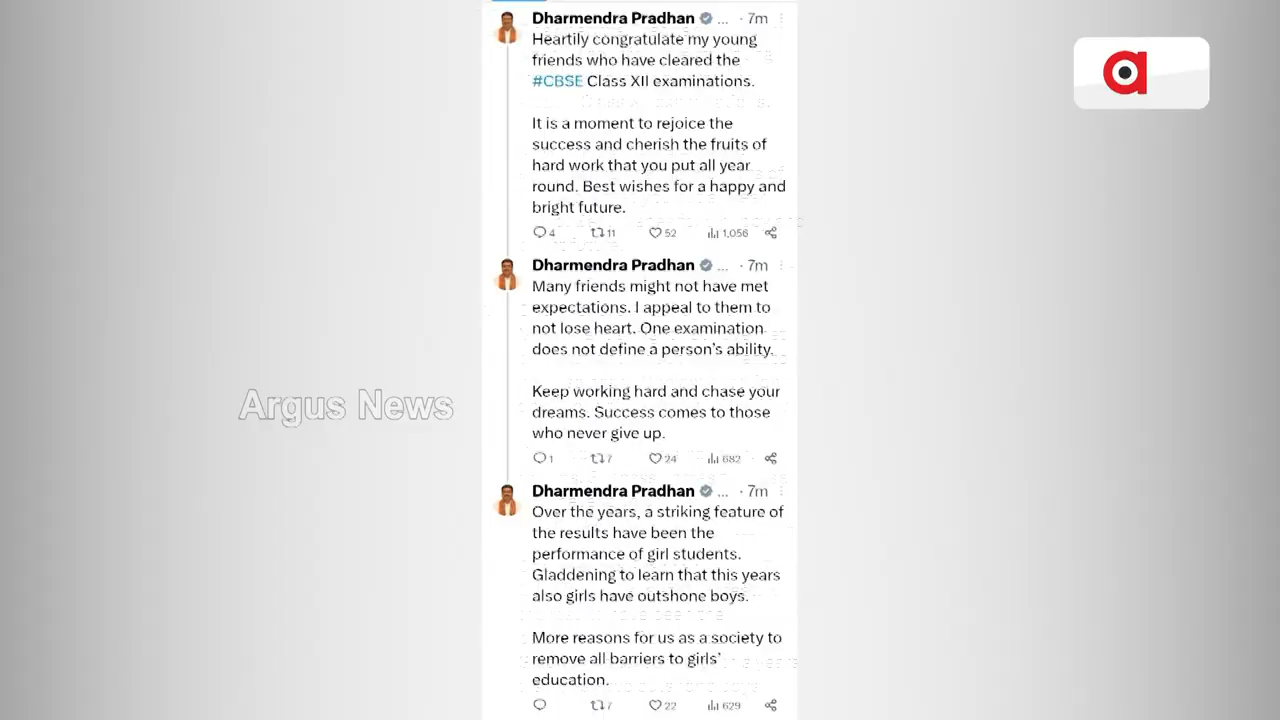 Dharmendra Pradhan ... · 7m
Heartily congratulate my young
friends who have cleared the
#CBSE Class XII examinations.
It is a moment to rejoice the
success and cherish the fruits of
hard work that you put all year
round. Best wishes for a happy and
bright future.
4 11 52 1,056
Dharmendra Pradhan ... · 7m
Many friends might not have met
expectations. I appeal to them to
not lose heart. One examination
does not define a person's ability.
Keep working hard and chase your
dreams. Success comes to those
who never give up.
1 7 24 682
Dharmendra Pradhan ... · 7m
Over the years, a striking feature of
the results have been the
performance of girl students.
Gladdening to learn that this years
also girls have outshone boys.
More reasons for us as a society to
remove all barriers to girls'
education.
7 22 629
Argus News
a